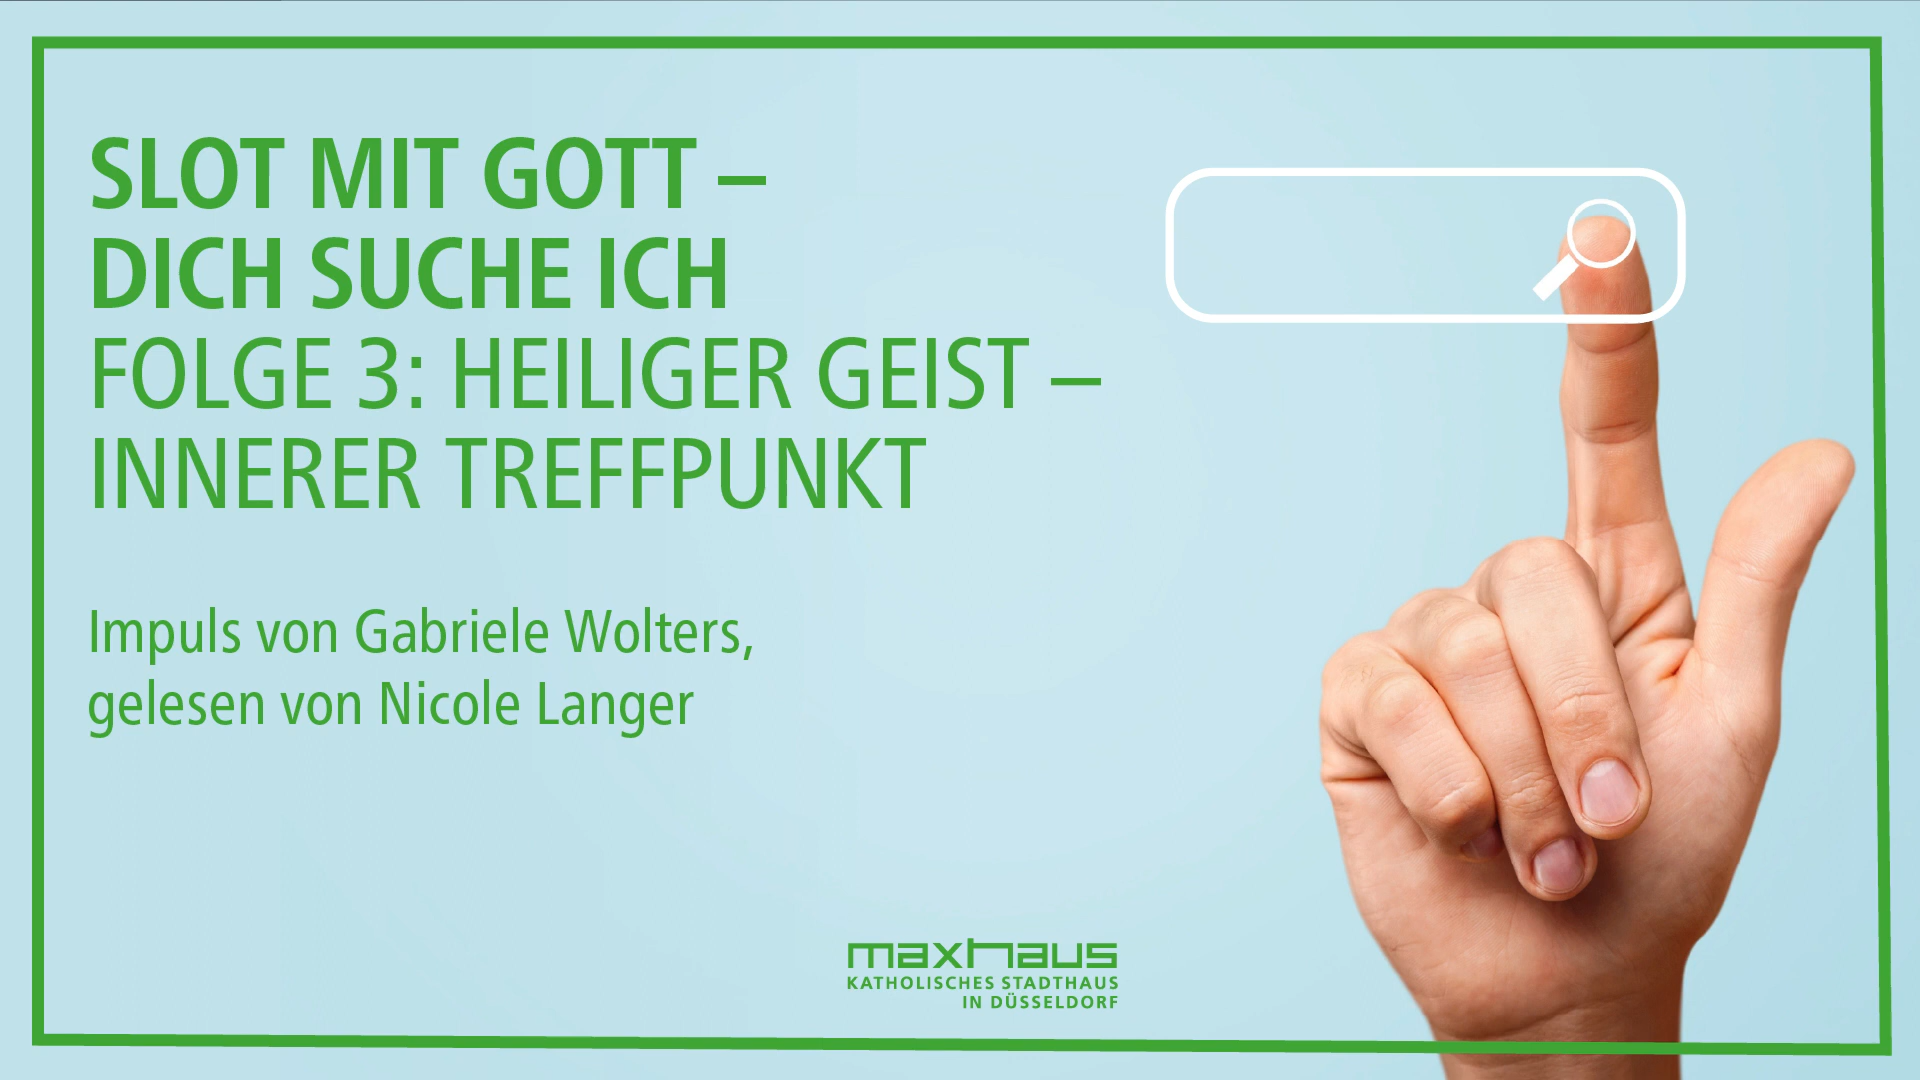 SLOT MIT GOTT –
DICH SUCHE ICH
FOLGE 3: HEILIGER GEIST –
INNERER TREFFPUNKT
Impuls von Gabriele Wolters,
gelesen von Nicole Langer
maxhaus
KATHOLISCHES STADTHAUS
IN DÜSSELDORF